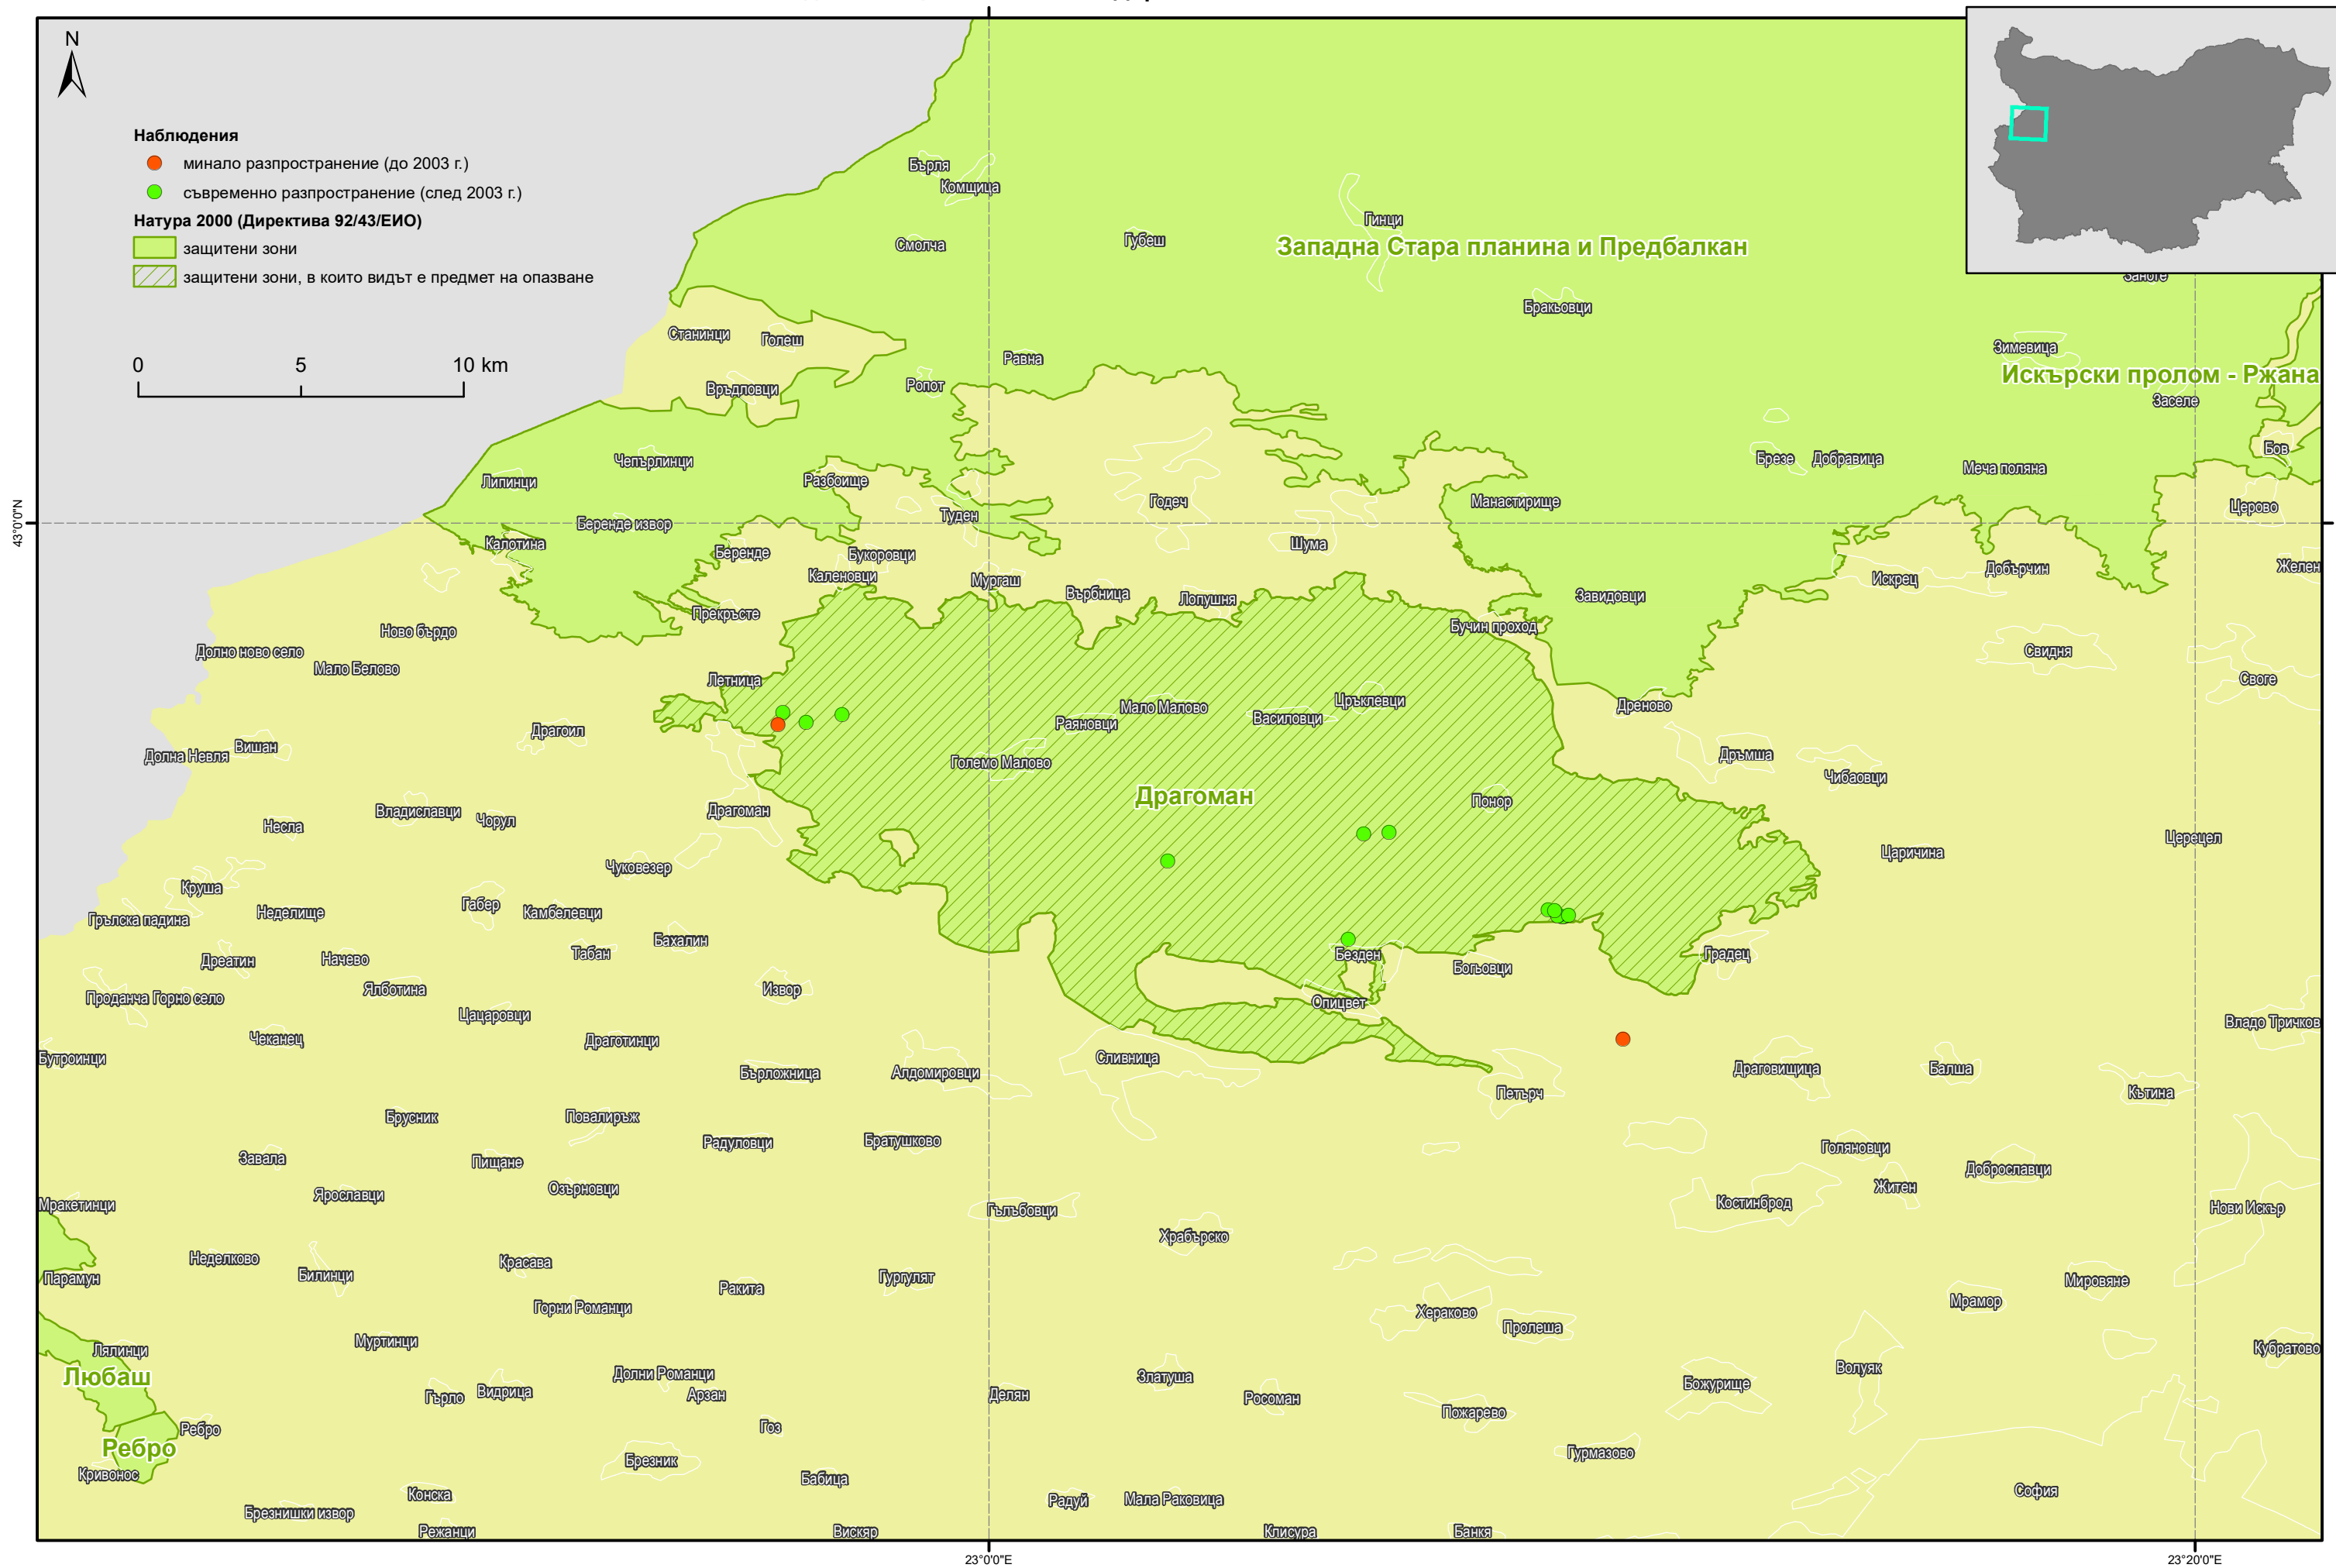 N
Наблюдения
минало разпространение (до 2003 г.)
съвременно разпространение (след 2003 г.)
Натура 2000 (Директива 92/43/ЕИО)
защитени зони
защитени зони, в които видът е предмет на опазване
0 5 10 km
Бърля
Комщица
Гинци
Смолча
Губеш
Западна Стара планина и Предбалкан
Заноге
Бракьовци
Станинци
Голеш
Зимевица
Равна
Искърски пролом - Ржана
Връдловци
Ропот
Заселе
Бов
Чепърлинци
Брезе
Добравица
Меча поляна
Липинци
Разбоище
Годеч
Манастирище
Церово
Туден
43°0'0"N
Беренде извор
Калотина
Шума
Беренде
Букоровци
Желен
Каленовци
Мургаш
Искрец
Добърчин
Върбница
Лопушня
Завидовци
Прекръсте
Бучин проход
Ново бърдо
Долно ново село
Свидня
Мало Белово
Летница
Своге
Цръклевци
Мало Малово
Дреново
Раяновци
Василовци
Драгоил
Вишан
Долна Невля
Дръмша
Големо Малово
Чибаовци
Драгоман
Понор
Владиславци
Драгоман
Чорул
Несла
Церецел
Царичина
Чуковезер
Круша
Габер
Неделище
Камбелевци
Грълска падина
Бахалин
Табан
Безден
Градец
Дреатин
Начево
Богьовци
Ялботина
Извор
Проданча
Горно село
Опицвет
Цацаровци
Владо Тричков
Чеканец
Драготинци
Бутроинци
Сливница
Бърложница
Алдомировци
Драговищица
Балша
Петърч
Кътина
Брусник
Повалиръж
Радуловци
Братушково
Голяновци
Завала
Пищане
Доброславци
Озърновци
Житен
Ярославци
Костинброд
Мракетинци
Гълъбовци
Нови Искър
Храбърско
Неделково
Красава
Билинци
Парамун
Гургулят
Мировяне
Ракита
Мрамор
Горни Романци
Хераково
Пролеша
Муртинци
Кубратово
Лялинци
Волуяк
Любаш
Долни Романци
Златуша
Божурище
Видрица
Арзан
Гърло
Делян
Росоман
Пожарево
Ребро
Гоз
Ребро
Гурмазово
Брезник
Кривонос
Бабица
София
Конска
Радуй
Мала Раковица
Брезнишки извор
Режанци
Вискяр
Клисура
Банкя
23°0'0"E
23°20'0"E